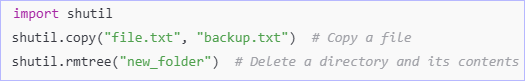 import shutil
shutil.copy("file.txt", "backup.txt")  # Copy a file
shutil.rmtree("new_folder")  # Delete a directory and its contents